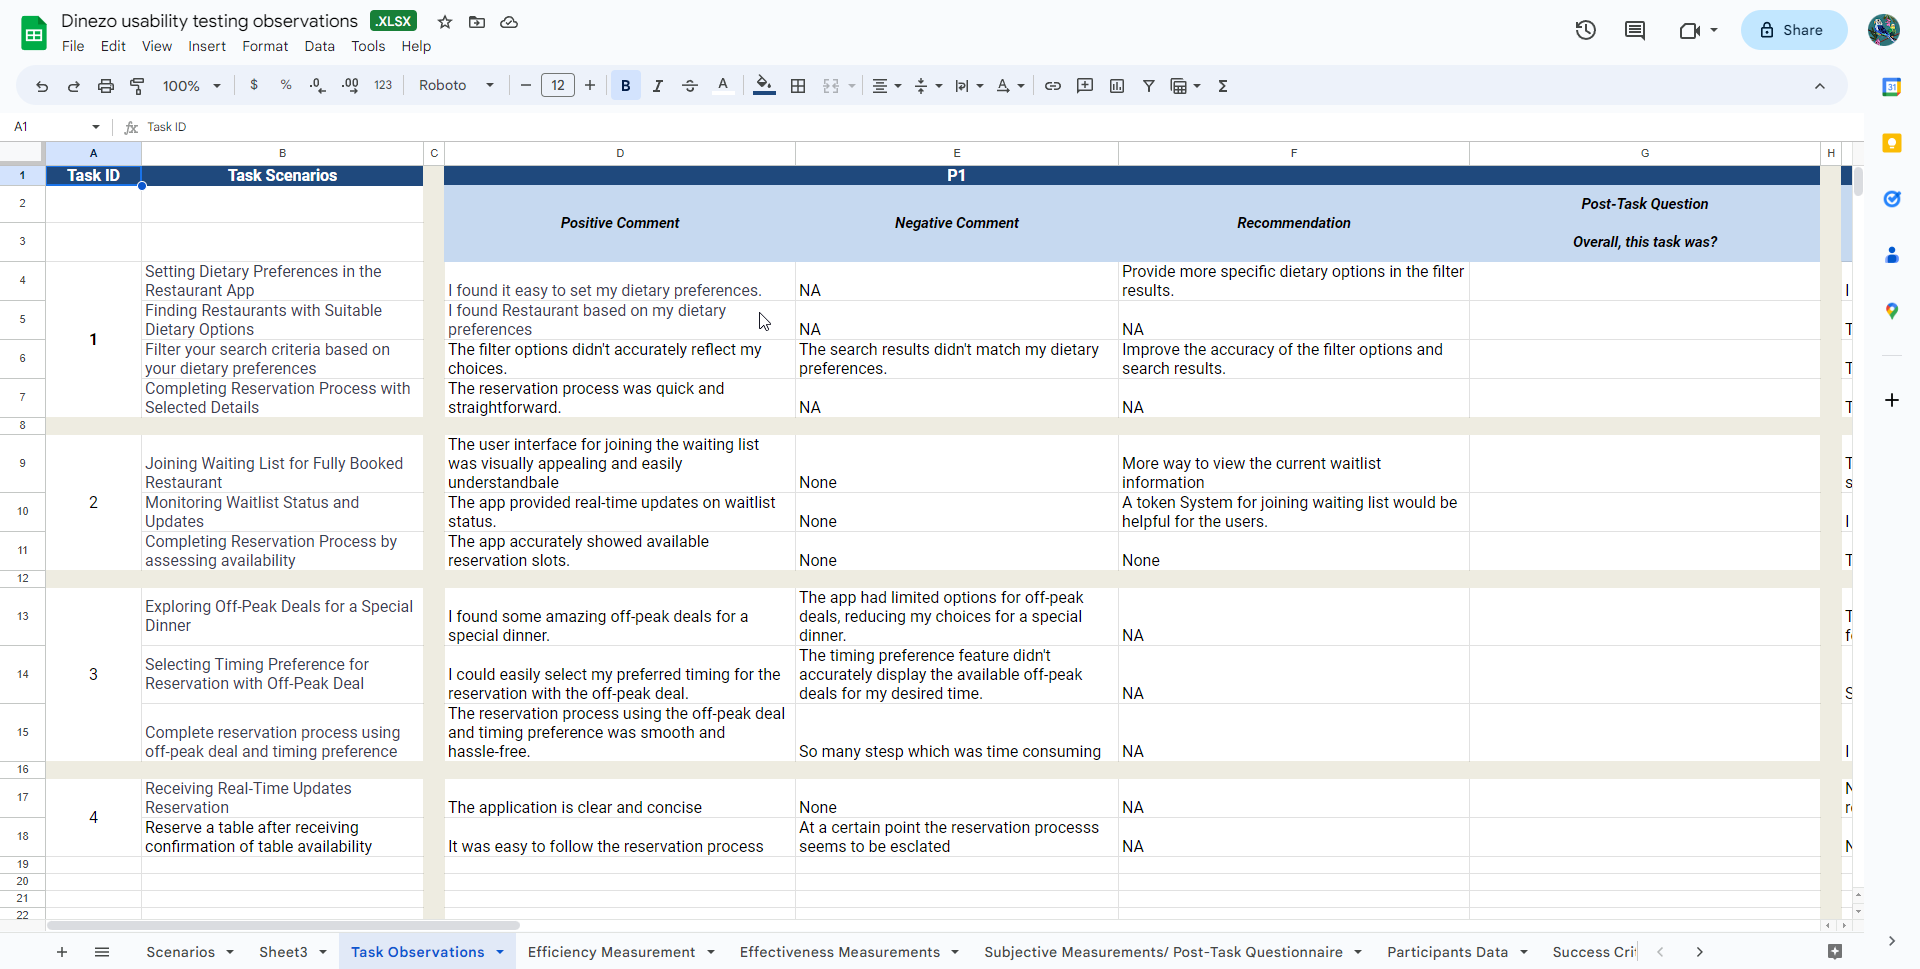 Dinezo usability testing observations .XLSX
File Edit View Insert Format Data Tools Help
Share
100% $ % .0 .00 123 Roboto 12 B I A
A1 fx Task ID
A B C D E F G H
1 Task ID Task Scenarios P1
2 Post-Task Question
Positive Comment Negative Comment Recommendation
3 Overall, this task was?
Setting Dietary Preferences in the Provide more specific dietary options in the filter
4 Restaurant App I found it easy to set my dietary preferences. NA results. I
Finding Restaurants with Suitable I found Restaurant based on my dietary
5 Dietary Options preferences NA NA T
1
Filter your search criteria based on The filter options didn't accurately reflect my The search results didn't match my dietary Improve the accuracy of the filter options and
6 your dietary preferences choices. preferences. search results. T
Completing Reservation Process with The reservation process was quick and
7 Selected Details straightforward. NA NA T
8
The user interface for joining the waiting list
9 Joining Waiting List for Fully Booked was visually appealing and easily More way to view the current waitlist T
Restaurant understandbale None information s
2
Monitoring Waitlist Status and The app provided real-time updates on waitlist A token System for joining waiting list would be
10 Updates status. None helpful for the users. I
Completing Reservation Process by The app accurately showed available
11 assessing availability reservation slots. None None T
12
The app had limited options for off-peak
13 Exploring Off-Peak Deals for a Special I found some amazing off-peak deals for a deals, reducing my choices for a special T
Dinner special dinner. dinner. NA f
The timing preference feature didn't
14 3 Selecting Timing Preference for I could easily select my preferred timing for the accurately display the available off-peak
Reservation with Off-Peak Deal reservation with the off-peak deal. deals for my desired time. NA S
The reservation process using the off-peak deal
15 Complete reservation process using and timing preference was smooth and
off-peak deal and timing preference hassle-free. So many stesp which was time consuming NA I
16
Receiving Real-Time Updates N
17 Reservation The application is clear and concise None NA r
4
Reserve a table after receiving At a certain point the reservation processs
18 confirmation of table availability It was easy to follow the reservation process seems to be esclated NA N
19
20
21
22
Scenarios Sheet3 Task Observations Efficiency Measurement Effectiveness Measurements Subjective Measurements/ Post-Task Questionnaire Participants Data Success Cri